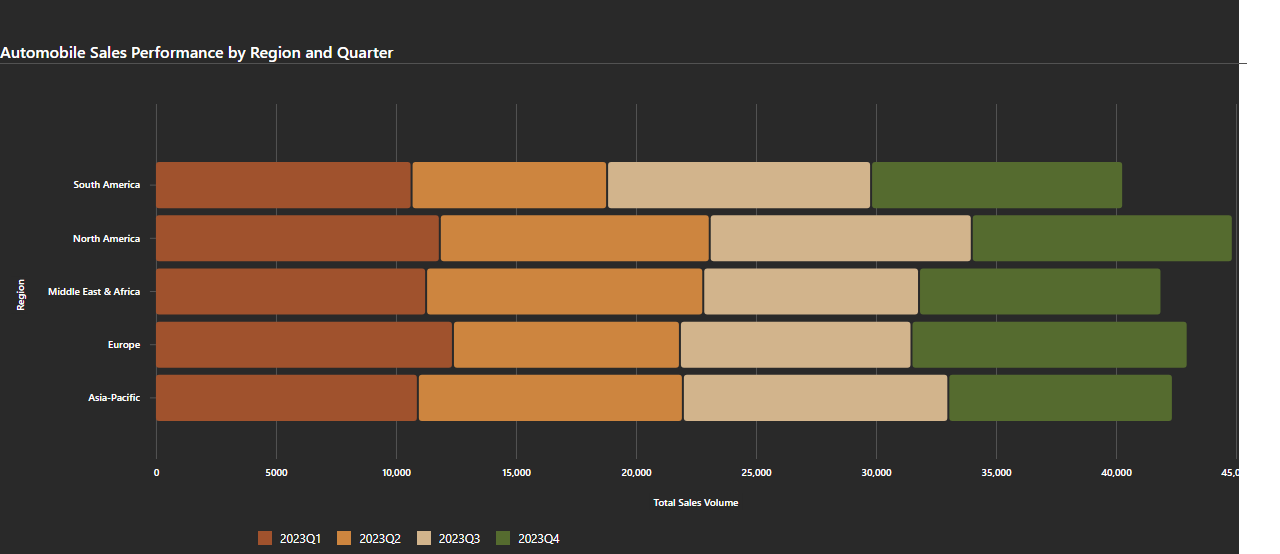 Automobile Sales Performance by Region and Quarter
South America
North America
Middle East & Africa
Europe
Asia-Pacific
Region
0 5000 10,000 15,000 20,000 25,000 30,000 35,000 40,000
Total Sales Volume
2023Q1 2023Q2 2023Q3 2023Q4